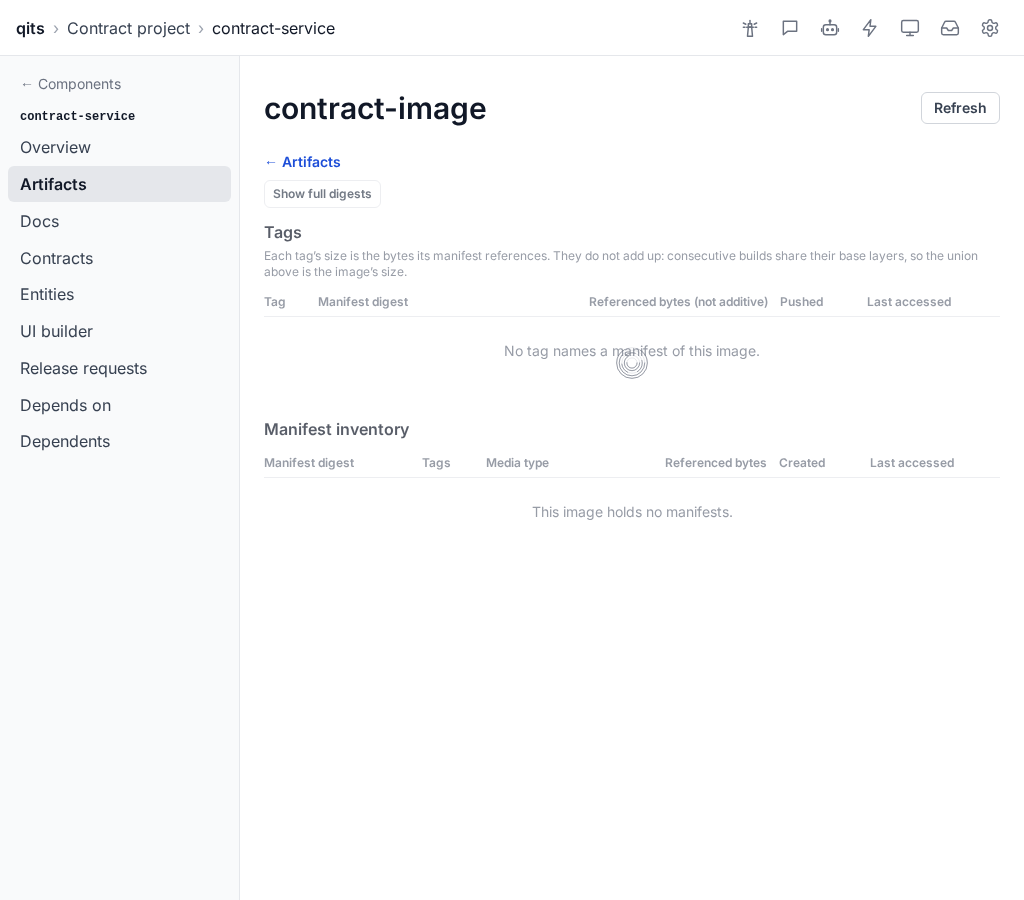 qits › Contract project › contract-service
← Components
contract-service
Overview
Artifacts
Docs
Contracts
Entities
UI builder
Release requests
Depends on
Dependents
contract-image
Refresh
← Artifacts
Show full digests
Tags
Each tag’s size is the bytes its manifest references. They do not add up: consecutive builds share their base layers, so the union
above is the image’s size.
Tag Manifest digest Referenced bytes (not additive) Pushed Last accessed
No tag names a manifest of this image.
Manifest inventory
Manifest digest Tags Media type Referenced bytes Created Last accessed
This image holds no manifests.